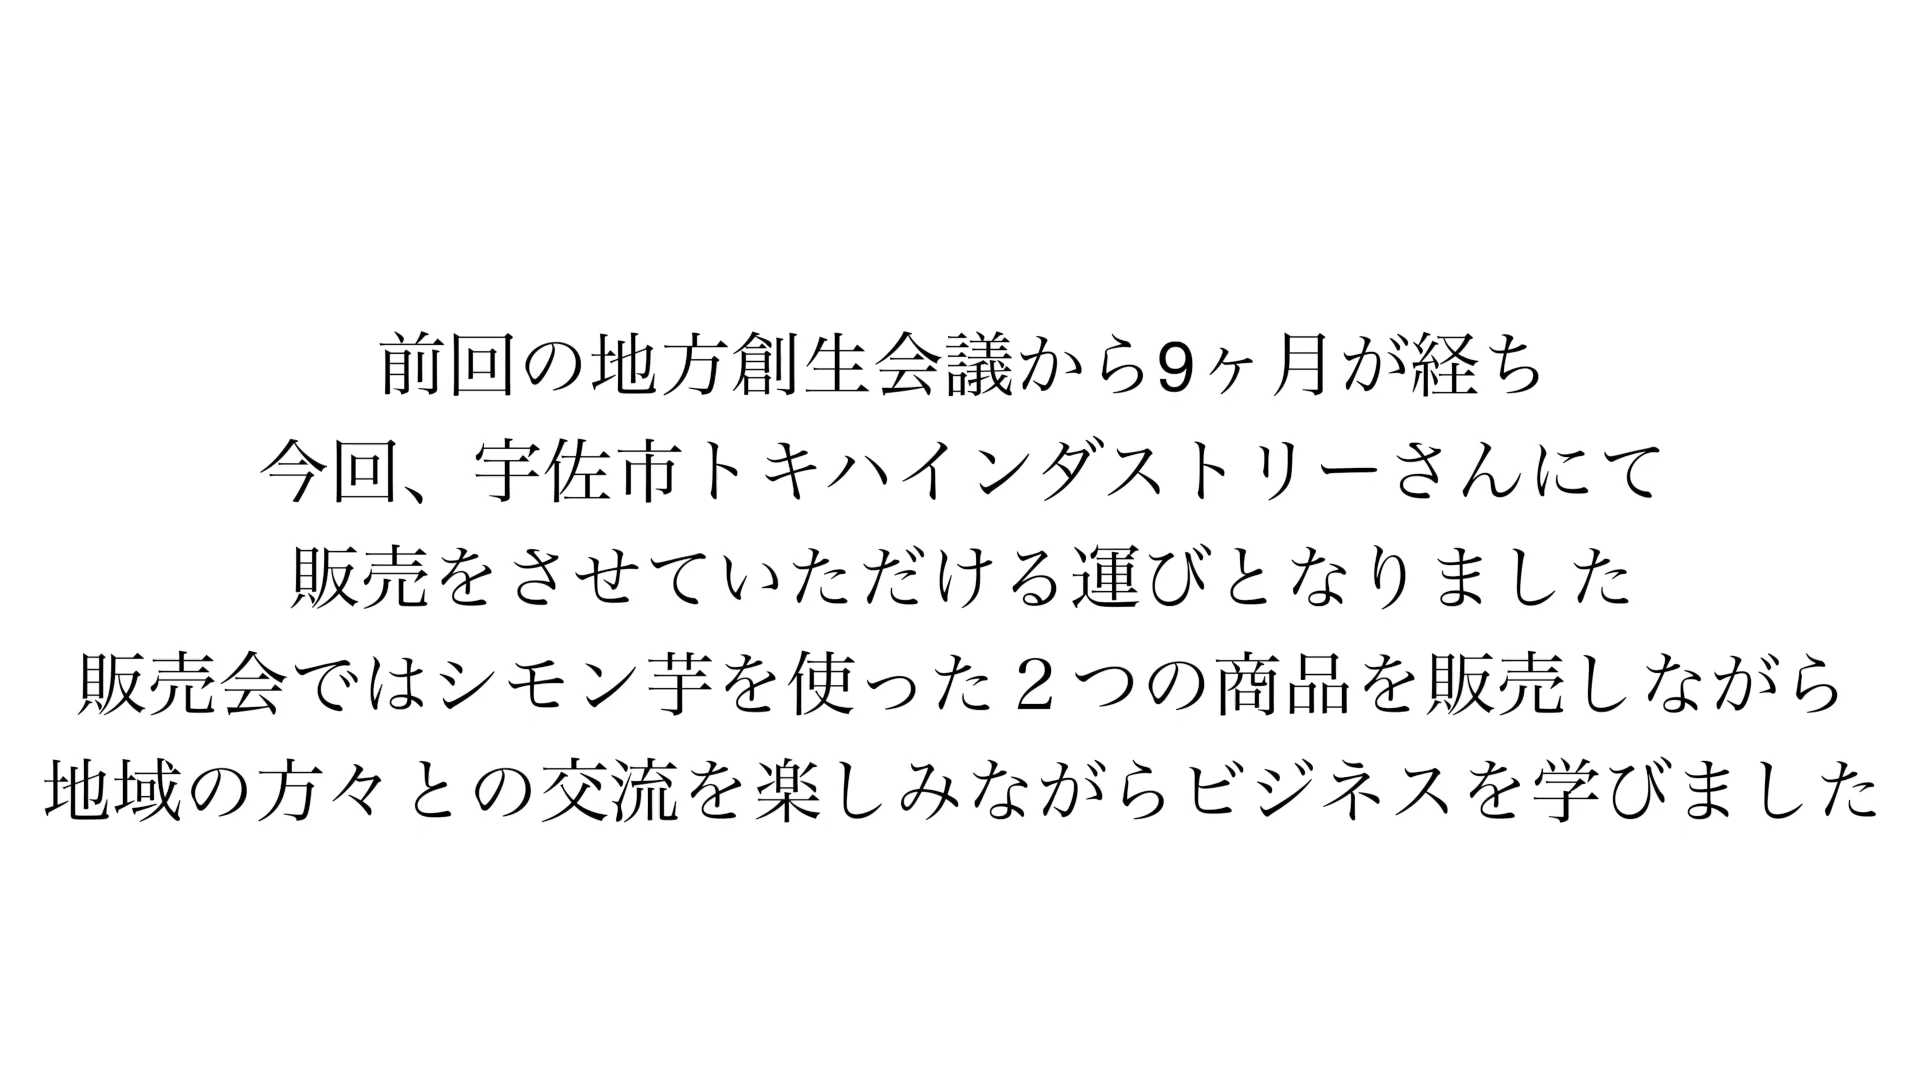 前回の地方創生会議から9ヶ月が経ち
今回、宇佐市トキハインダストリーさんにて
販売をさせていただける運びとなりました
販売会ではシモン芋を使った２つの商品を販売しながら
地域の方々との交流を楽しみながらビジネスを学びました